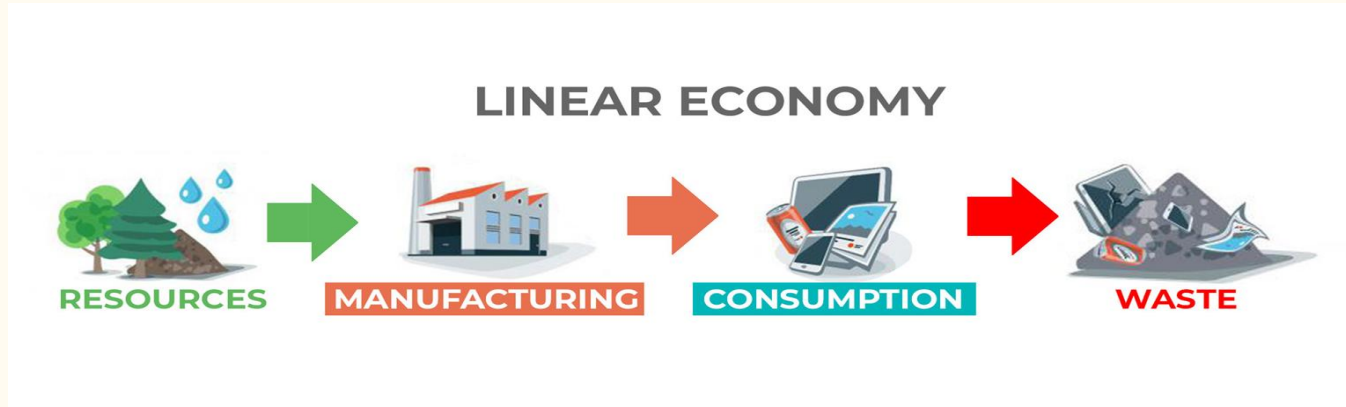 LINEAR ECONOMY
RESOURCES
MANUFACTURING
CONSUMPTION
WASTE